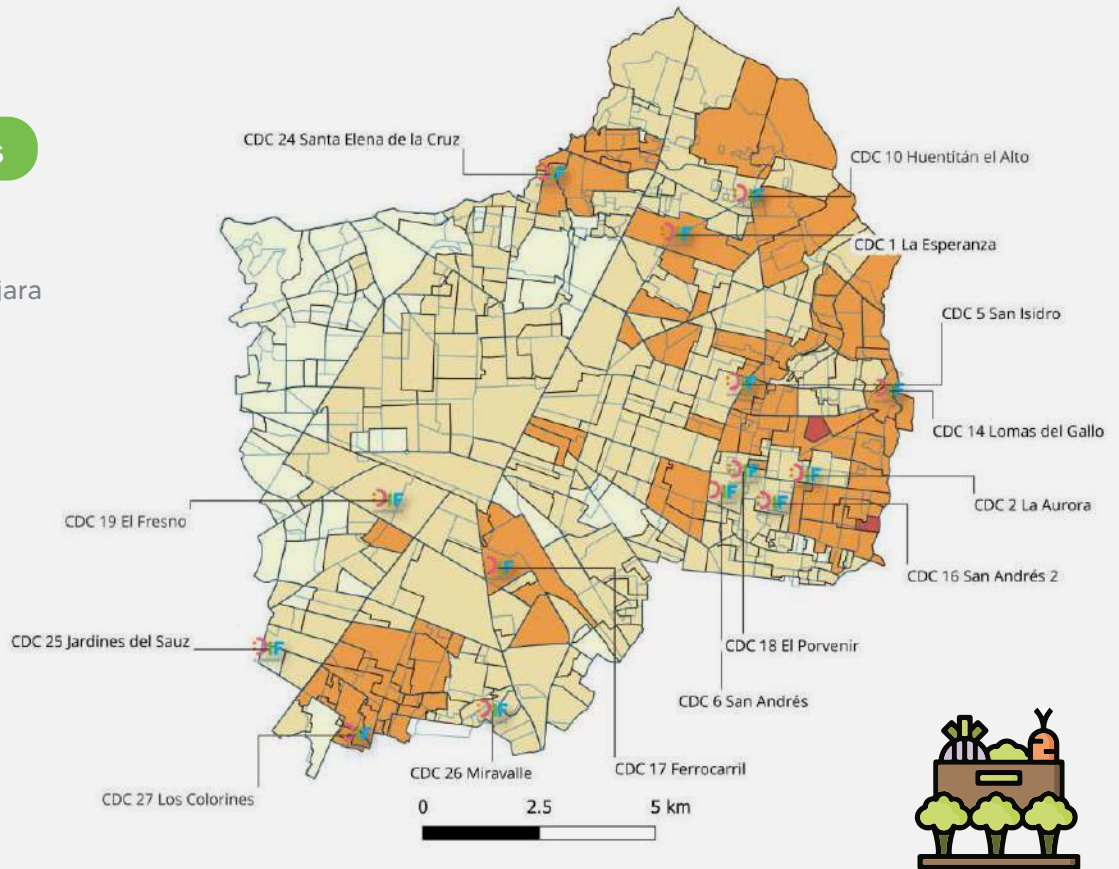 s
jara
CDC 24 Santa Elena de la Cruz
CDC 10 Huentitán el Alto
CDC 1 La Esperanza
CDC 5 San Isidro
CDC 14 Lomas del Gallo
CDC 2 La Aurora
CDC 19 El Fresno
CDC 16 San Andrés 2
CDC 25 Jardines del Sauz
CDC 18 El Porvenir
CDC 6 San Andrés
CDC 17 Ferrocarril
CDC 26 Miravalle
CDC 27 Los Colorines
0 2.5 5 km